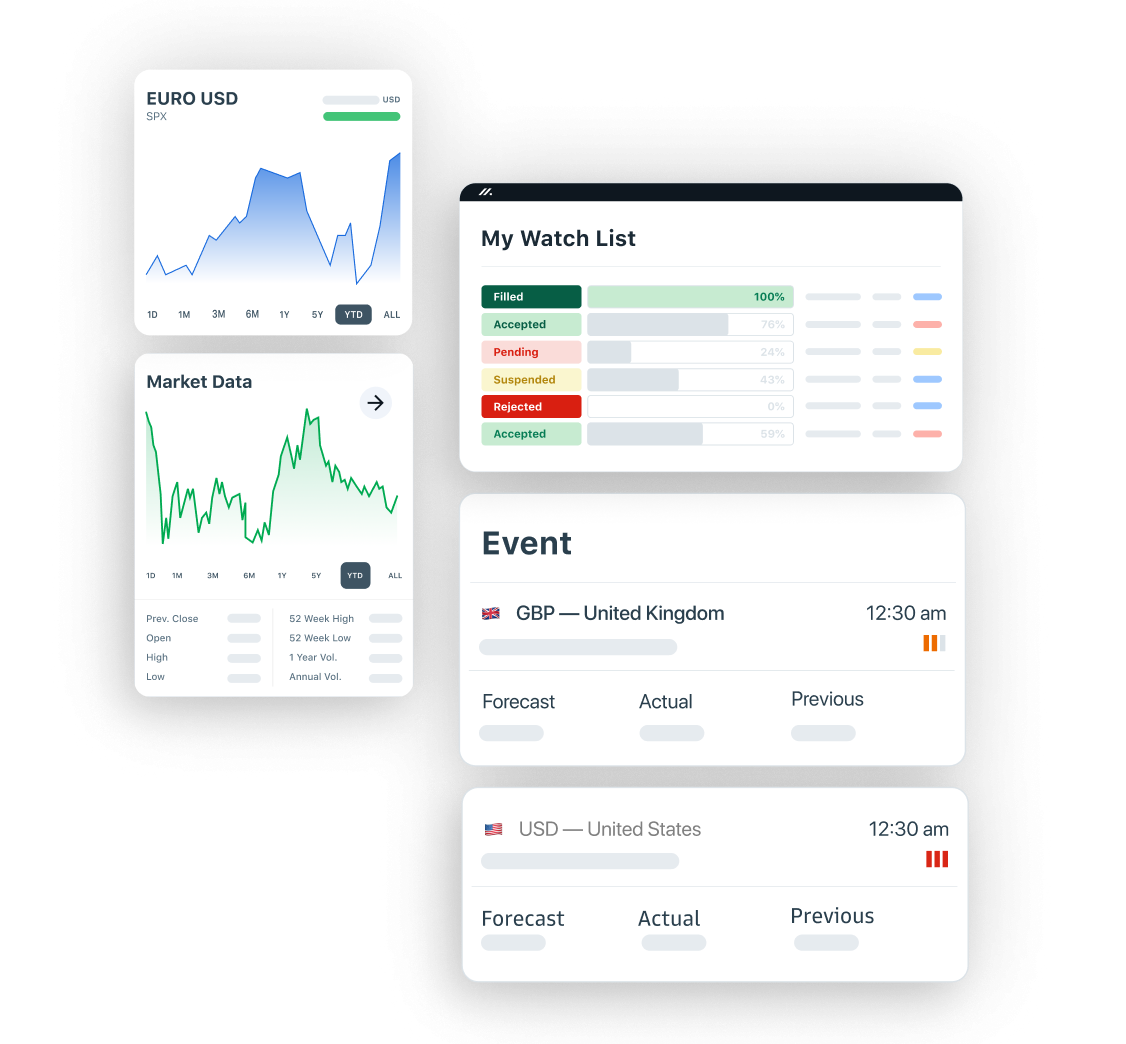 EURO USD
USD
SPX
1D 1M 3M 6M 1Y 5Y YTD ALL
Market Data
1D 1M 3M 6M 1Y 5Y YTD ALL
Prev. Close 52 Week High
Open 52 Week Low
High 1 Year Vol.
Low Annual Vol.
My Watch List
Filled 100%
Accepted 76%
Pending 24%
Suspended 43%
Rejected 0%
Accepted 59%
Event
GBP — United Kingdom 12:30 am
Forecast Actual Previous
USD — United States 12:30 am
Forecast Actual Previous